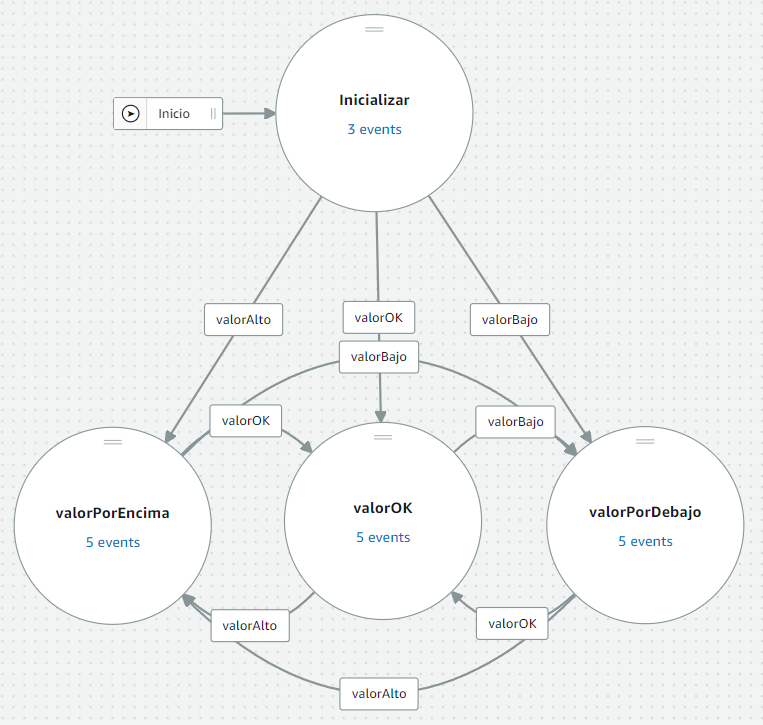 Inicializar
3 events
Inicio
valorAlto
valorOK
valorBajo
valorBajo
valorOK
valorBajo
valorPorEncima
5 events
valorOK
5 events
valorPorDebajo
5 events
valorAlto
valorOK
valorAlto